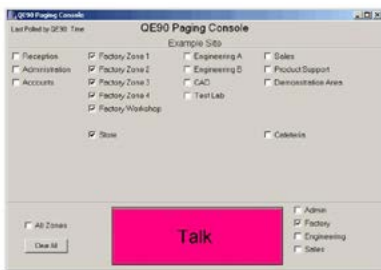 QE90 Paging Console
Last Polled by QE90: Time
QE90 Paging Console
Example Site
Reception Factory Zone 1 Engineering A Sales
Administration Factory Zone 2 Engineering B Product Support
Accounts Factory Zone 3 CAD Demonstration Area
Factory Zone 4 Test Lab
Factory Workshop
Store Cafeteria
Admin
All Zones Talk Factory
Clear All Engineering
Sales